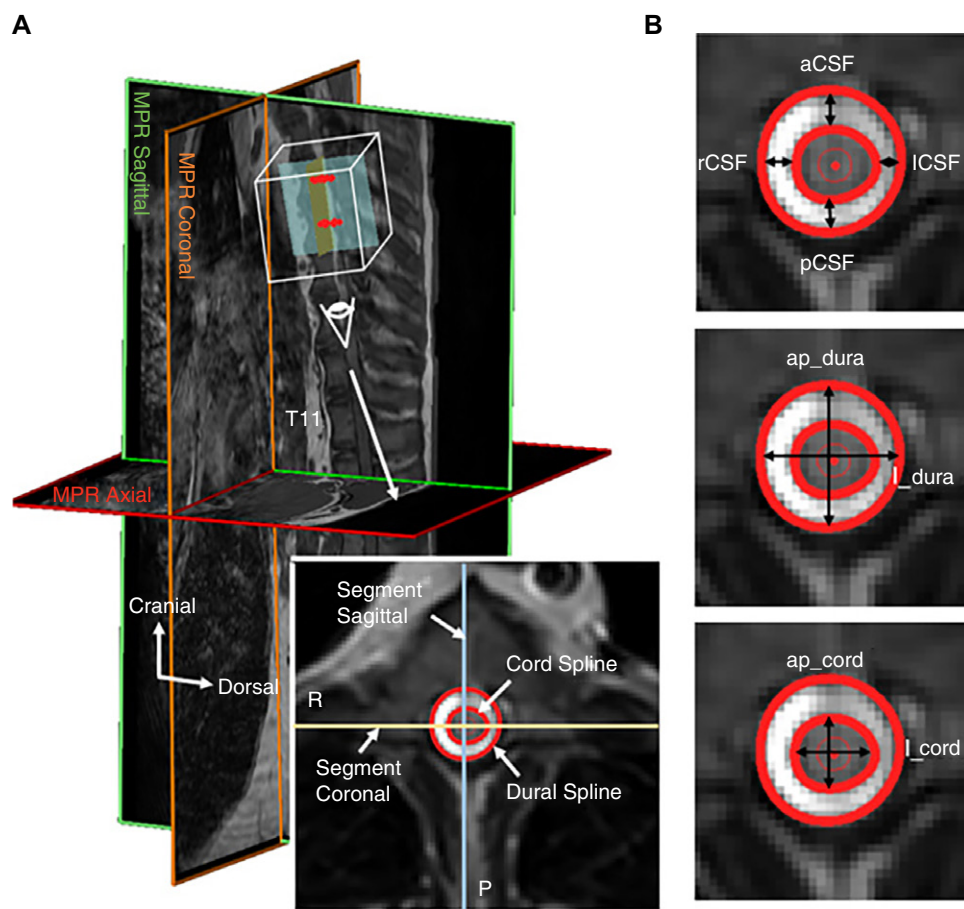 A
B
MPR Sagittal
MPR Coronal
T11
MPR Axial
Cranial
Dorsal
Segment
Sagittal
Cord Spline
R
Segment
Coronal
Dural Spline
P
aCSF
rCSF
lCSF
pCSF
ap_dura
l_dura
ap_cord
l_cord